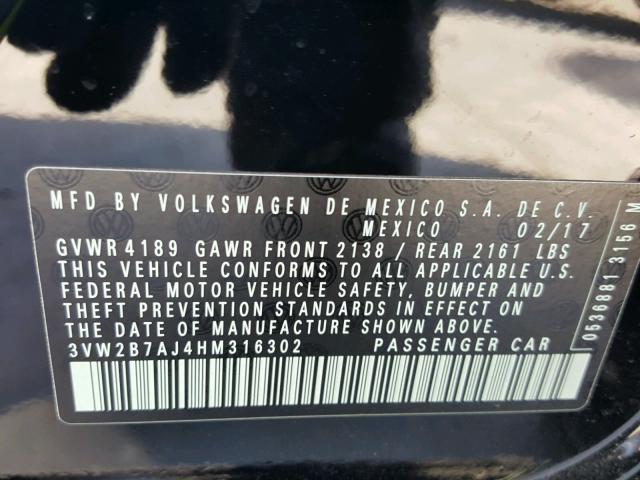 MFD BY VOLKSWAGEN DE MEXICO S.A. DE C.V.
MEXICO 02/17
GVWR 4189 GAWR FRONT 2138 / REAR 2161 LBS
THIS VEHICLE CONFORMS TO ALL APPLICABLE U.S.
FEDERAL MOTOR VEHICLE SAFETY, BUMPER AND
THEFT PREVENTION STANDARDS IN EFFECT ON
THE DATE OF MANUFACTURE SHOWN ABOVE.
3VW2B7AJ4HM316302 PASSENGER CAR
0536881 3156 M